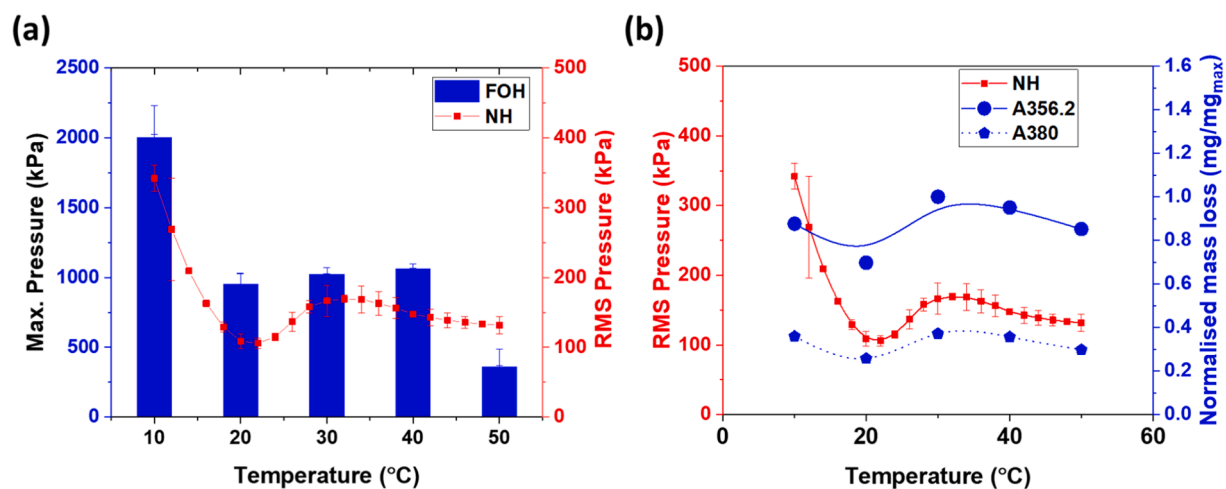 (a)
Max. Pressure (kPa)
2500
2000
1500
1000
500
0
FOH
NH
500
400
300
200
100
0
RMS Pressure (kPa)
10 20 30 40 50
Temperature (°C)
(b)
RMS Pressure (kPa)
500
400
300
200
100
0
NH
A356.2
A380
1.6
1.4
1.2
1.0
0.8
0.6
0.4
0.2
0.0
Normalised mass loss (mg/mgmax)
0 20 40 60
Temperature (°C)